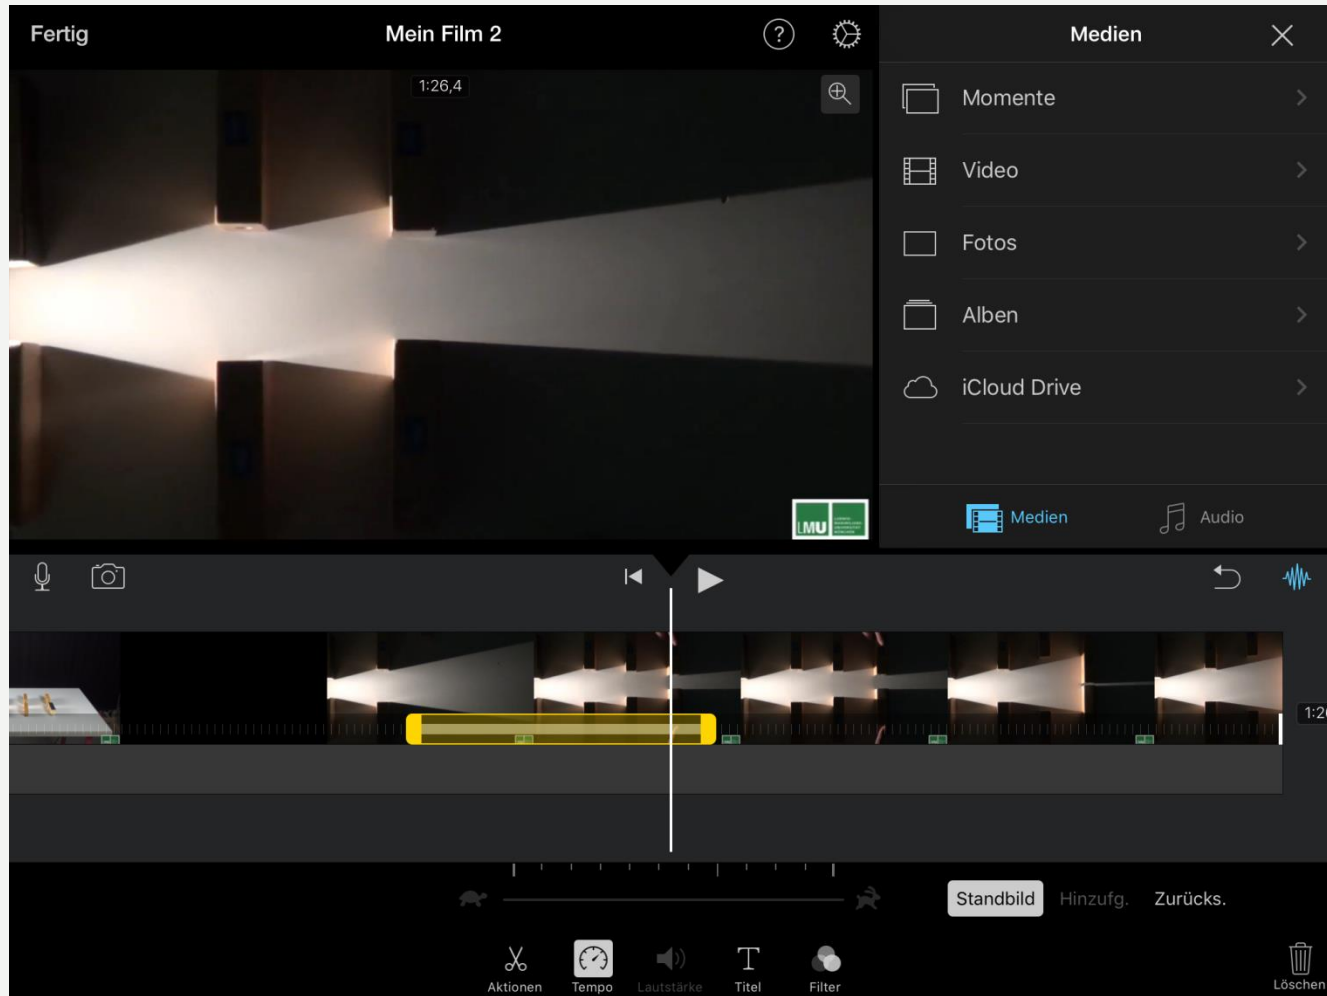 Fertig
Mein Film 2
?
Medien
1:26,4
Momente
Video
Fotos
Alben
iCloud Drive
LMU
Medien
Audio
Standbild
Hinzufg.
Zurücks.
Aktionen
Tempo
Lautstärke
Titel
Filter
Löschen